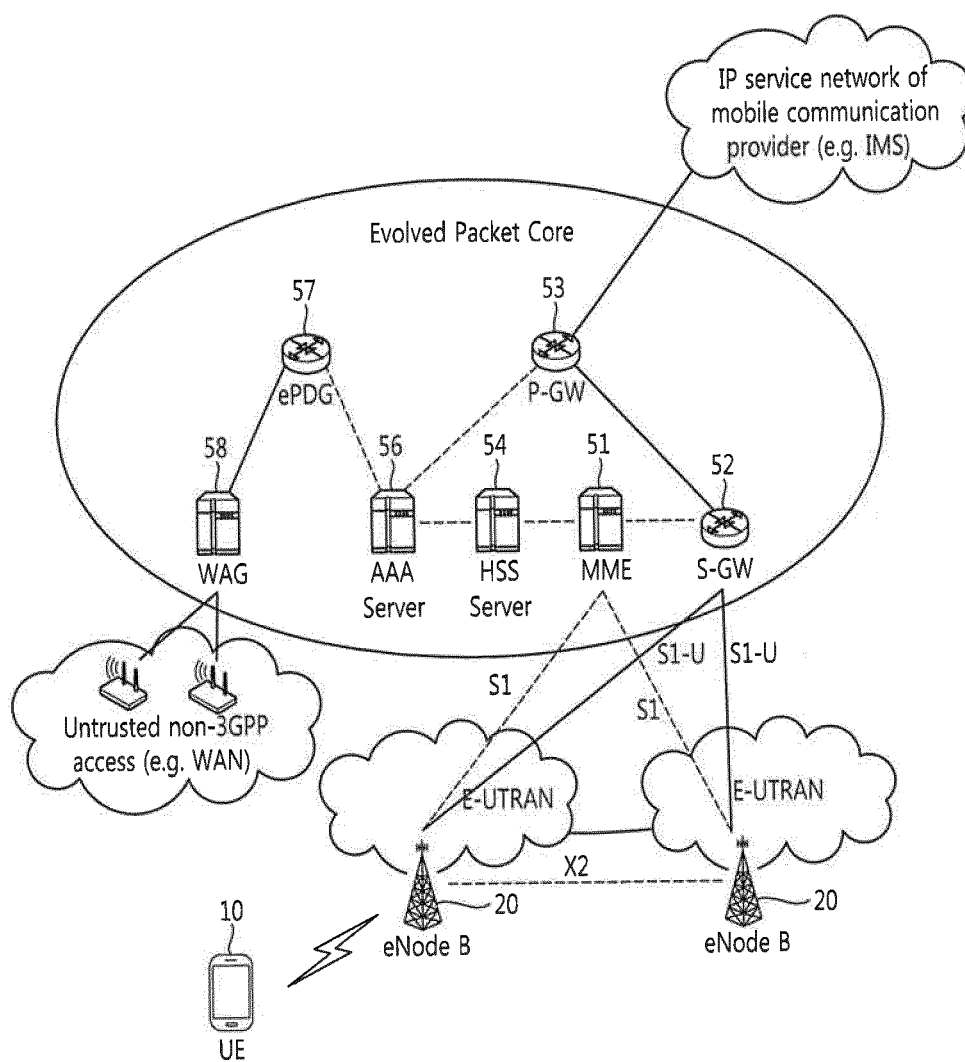 IP service network of
mobile communication
provider (e.g. IMS)
Evolved Packet Core
57
53
ePDG
P-GW
58
56
54
51
52
WAG
AAA
Server
HSS
Server
MME
S-GW
S1
S1-U
S1-U
S1
Untrusted non-3GPP
access (e.g. WAN)
E-UTRAN
E-UTRAN
X2
20
20
eNode B
eNode B
10
UE